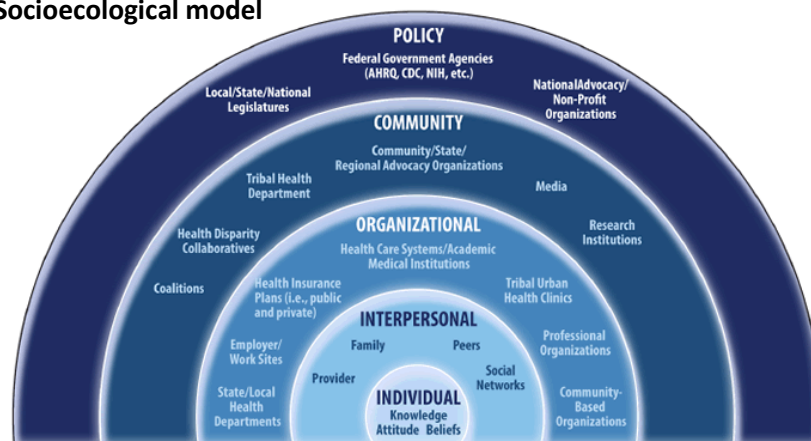 Socioecological model
POLICY
Federal Government Agencies
(AHRQ, CDC, NIH, etc.)
Local/State/National
Legislatures
NationalAdvocacy/
Non-Profit
Organizations
COMMUNITY
Community/State/
Regional Advocacy Organizations
Tribal Health
Department
Media
Health Disparity
Collaboratives
Research
Institutions
Coalitions
ORGANIZATIONAL
Health Care Systems/Academic
Medical Institutions
Health Insurance
Plans (i.e., public
and private)
Tribal Urban
Health Clinics
Employer/
Work Sites
Professional
Organizations
State/Local
Health
Departments
Community-
Based
Organizations
INTERPERSONAL
Family
Peers
Provider
Social
Networks
INDIVIDUAL
Knowledge
Attitude Beliefs